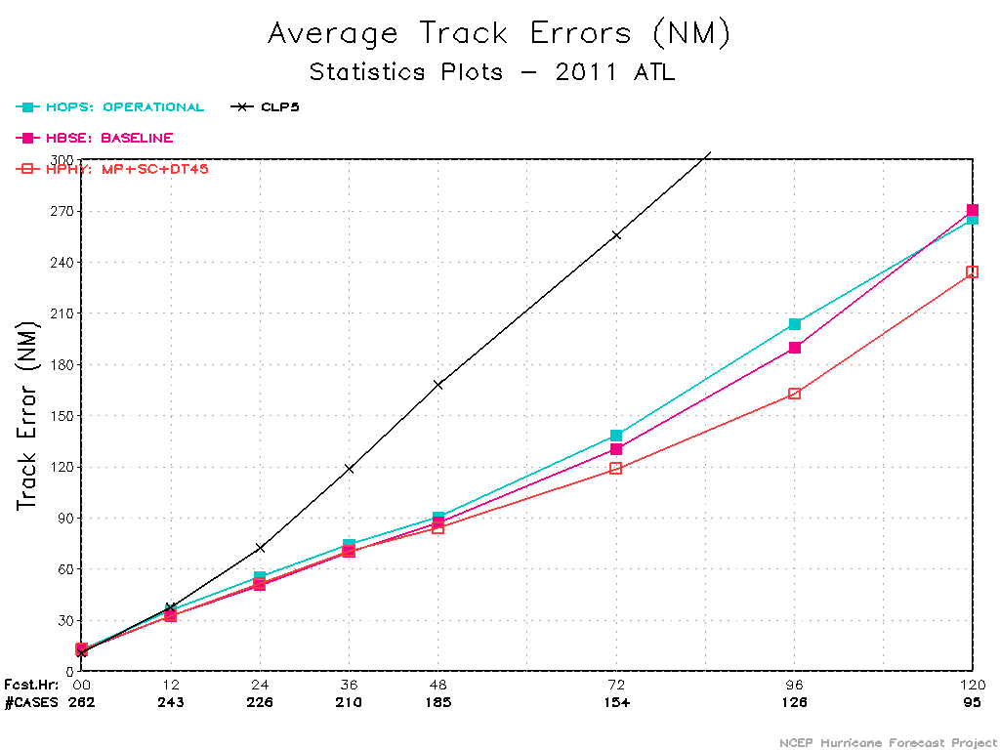 Average Track Errors (NM)
Statistics Plots – 2011 ATL
HOPS: OPERATIONAL CLP5
HBSE: BASELINE
HPHY: MP+SC+DT45
300
270
240
210
180
150
120
90
60
30
0
Track Error (NM)
Fcst.Hr: 00 12 24 36 48 72 96 120
#CASES 262 243 226 210 185 154 126 95
NCEP Hurricane Forecast Project